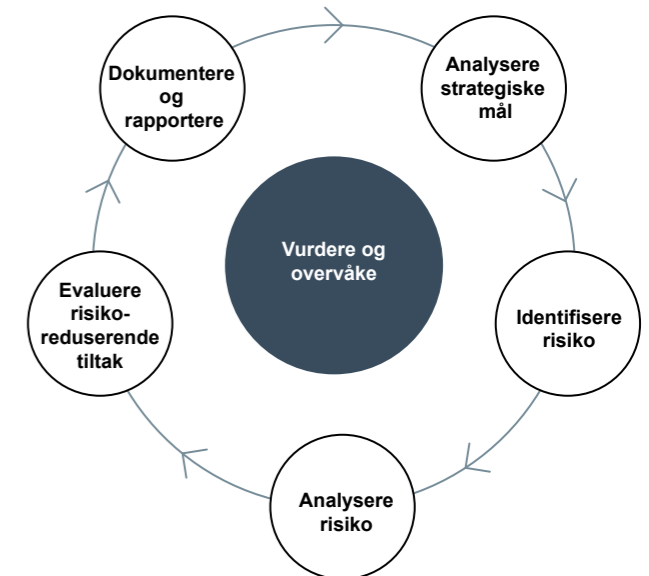 Dokumentere
og
rapportere
Analysere
strategiske
mål
Vurdere og
overvåke
Identifisere
risiko
Evaluere
risiko-
reduserende
tiltak
Analysere
risiko